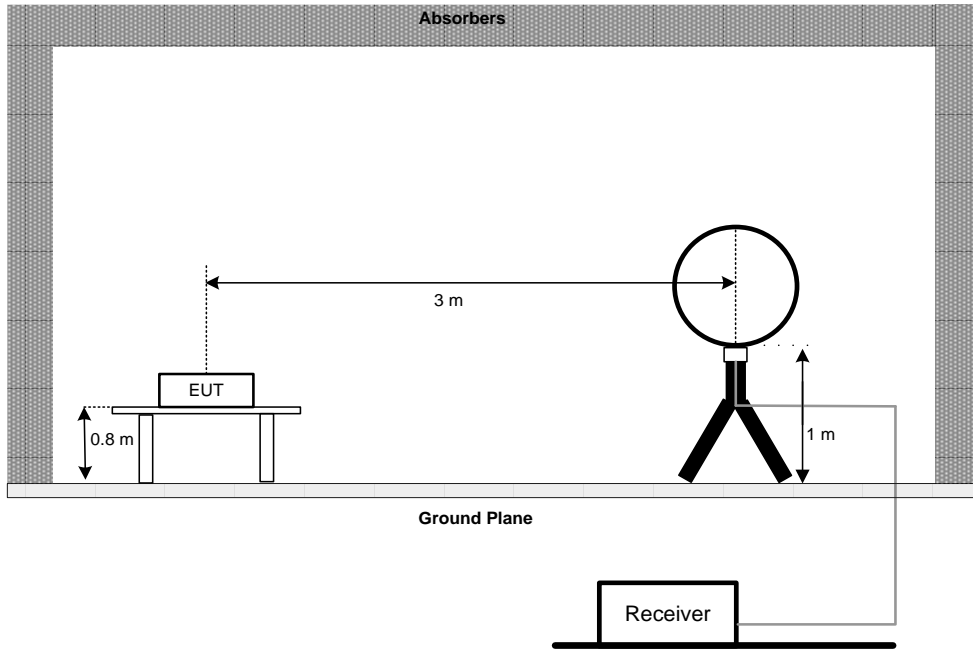 Absorbers
3 m
EUT
0.8 m
1 m
Ground Plane
Receiver